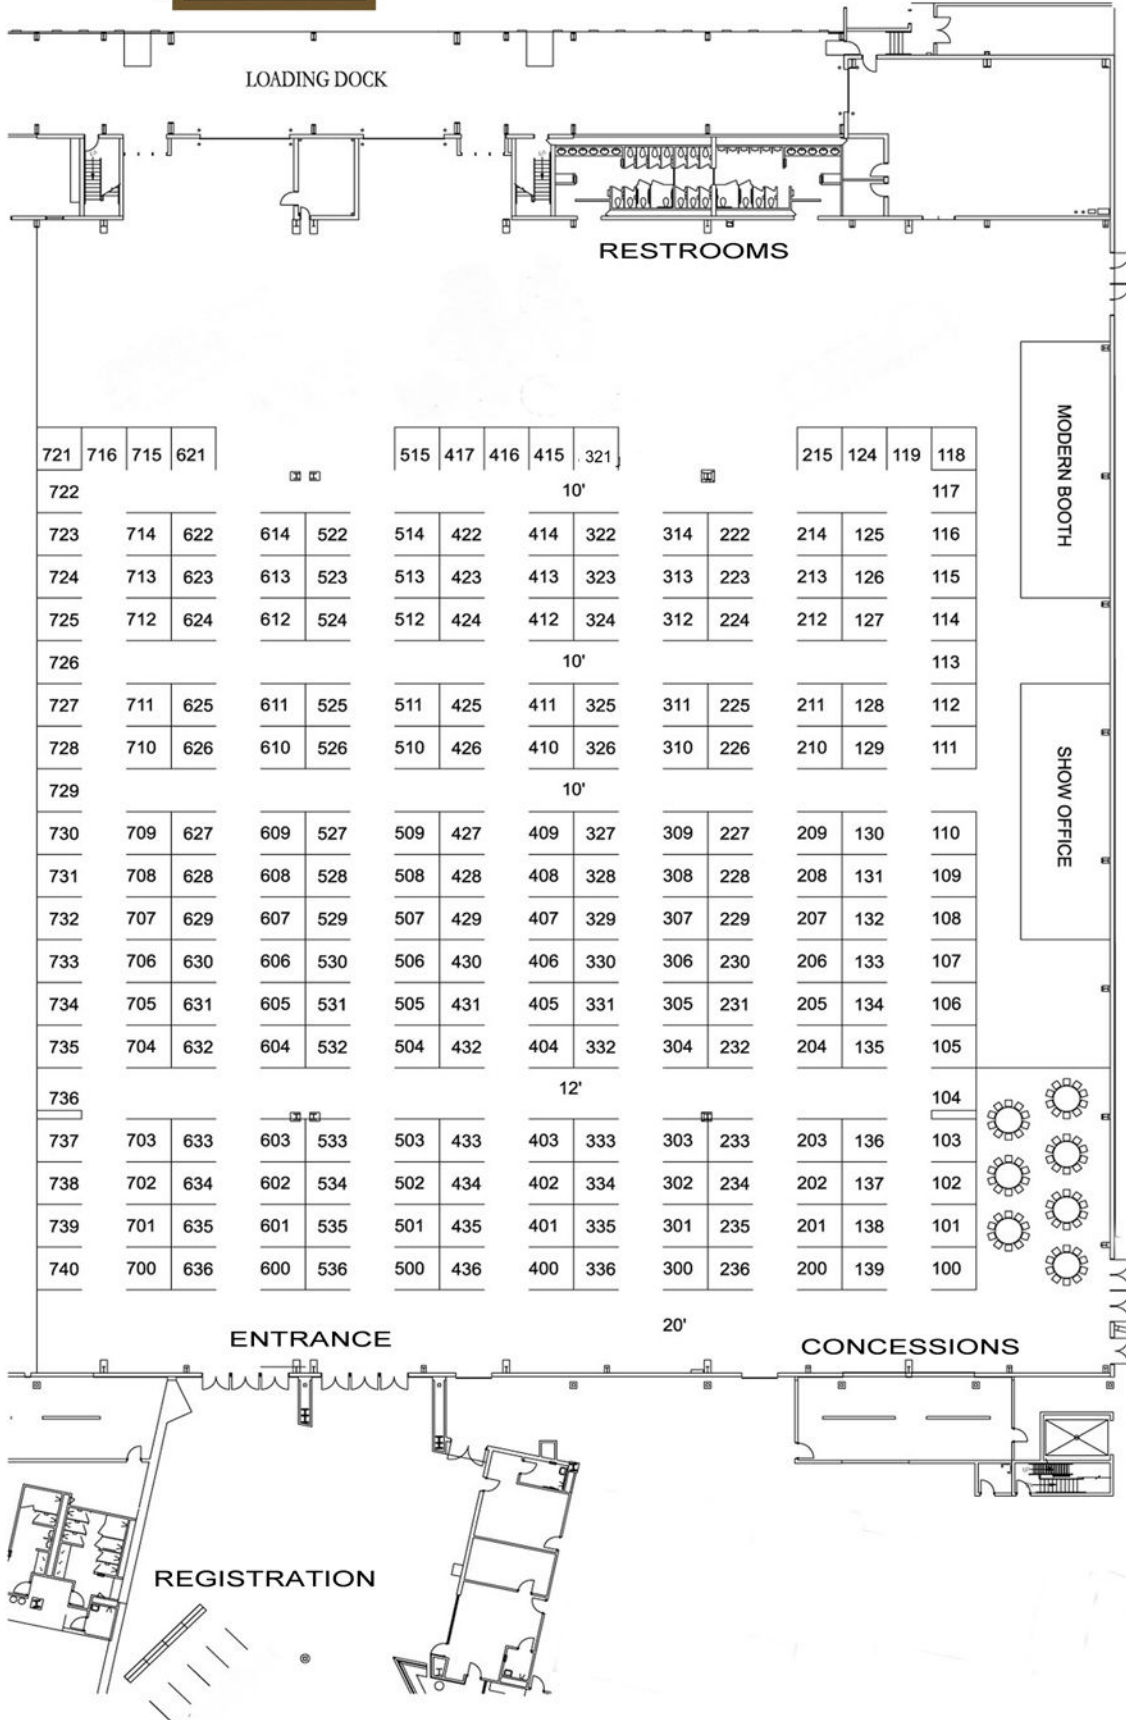 LOADING DOCK
RESTROOMS
MODERN BOOTH
721 716 715 621 515 417 416 415 321 215 124 119 118
722 10' 117
723 714 622 614 522 514 422 414 322 314 222 214 125 116
724 713 623 613 523 513 423 413 323 313 223 213 126 115
725 712 624 612 524 512 424 412 324 312 224 212 127 114
726 10' 113
727 711 625 611 525 511 425 411 325 311 225 211 128 112
728 710 626 610 526 510 426 410 326 310 226 210 129 111
SHOW OFFICE
729 10'
730 709 627 609 527 509 427 409 327 309 227 209 130 110
731 708 628 608 528 508 428 408 328 308 228 208 131 109
732 707 629 607 529 507 429 407 329 307 229 207 132 108
733 706 630 606 530 506 430 406 330 306 230 206 133 107
734 705 631 605 531 505 431 405 331 305 231 205 134 106
735 704 632 604 532 504 432 404 332 304 232 204 135 105
736 12' 104
737 703 633 603 533 503 433 403 333 303 233 203 136 103
738 702 634 602 534 502 434 402 334 302 234 202 137 102
739 701 635 601 535 501 435 401 335 301 235 201 138 101
740 700 636 600 536 500 436 400 336 300 236 200 139 100
20'
ENTRANCE
CONCESSIONS
REGISTRATION